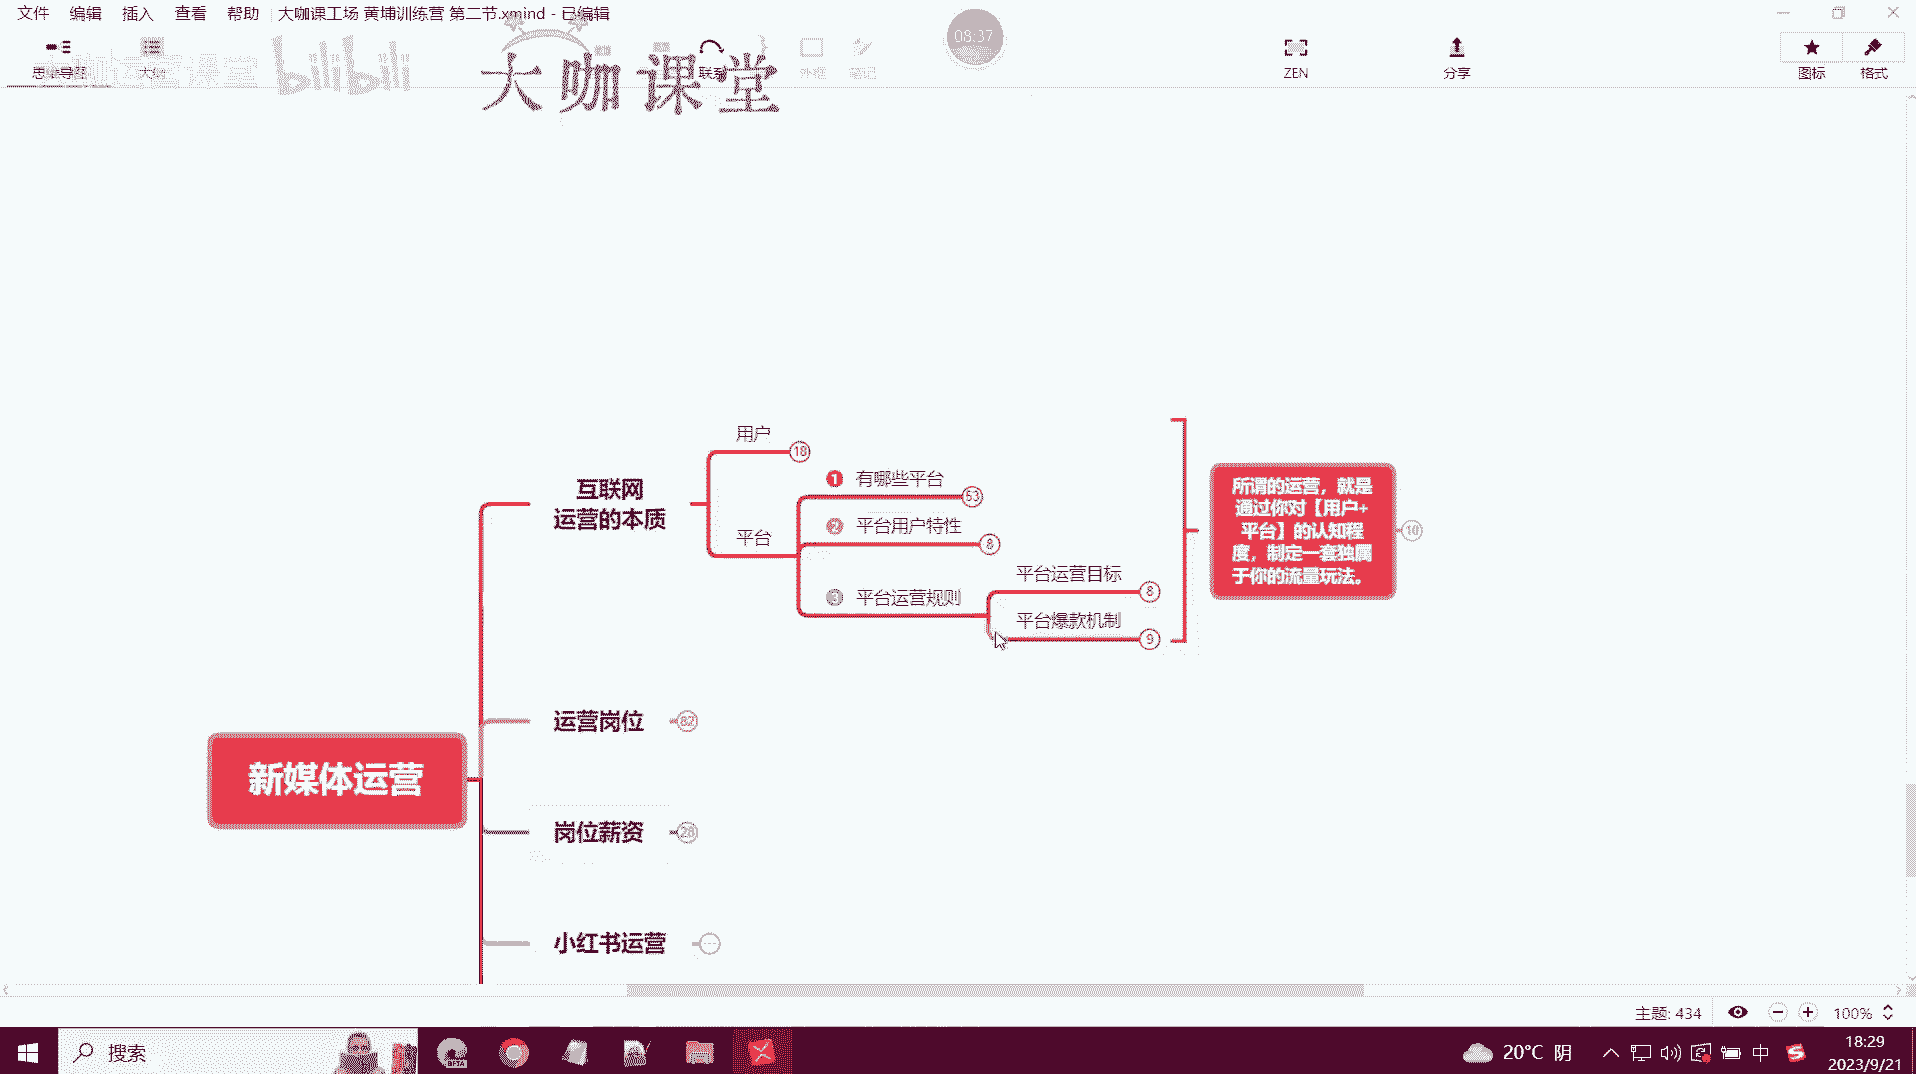 文件 编辑 插入 查看 帮助 大咖课工场 黄埔训练营 第二节.xmind - 已编辑
08:37
思维导图 大纲 联系 外框 笔记 ZEN 分享 图标 格式
大咖运营课堂 bilibili
大咖课堂
用户 18
1 有哪些平台 53
互联网
运营的本质
2 平台用户特性 8
平台
平台运营目标 8
3 平台运营规则
平台爆款机制 9
所谓的运营，就是
通过你对【用户+
平台】的认知程
度，制定一套独属
于你的流量玩法。
10
运营岗位 82
新媒体运营
岗位薪资 28
小红书运营
主题: 434 100%
搜索 BETA 20°C 阴 中 18:29
2023/9/21